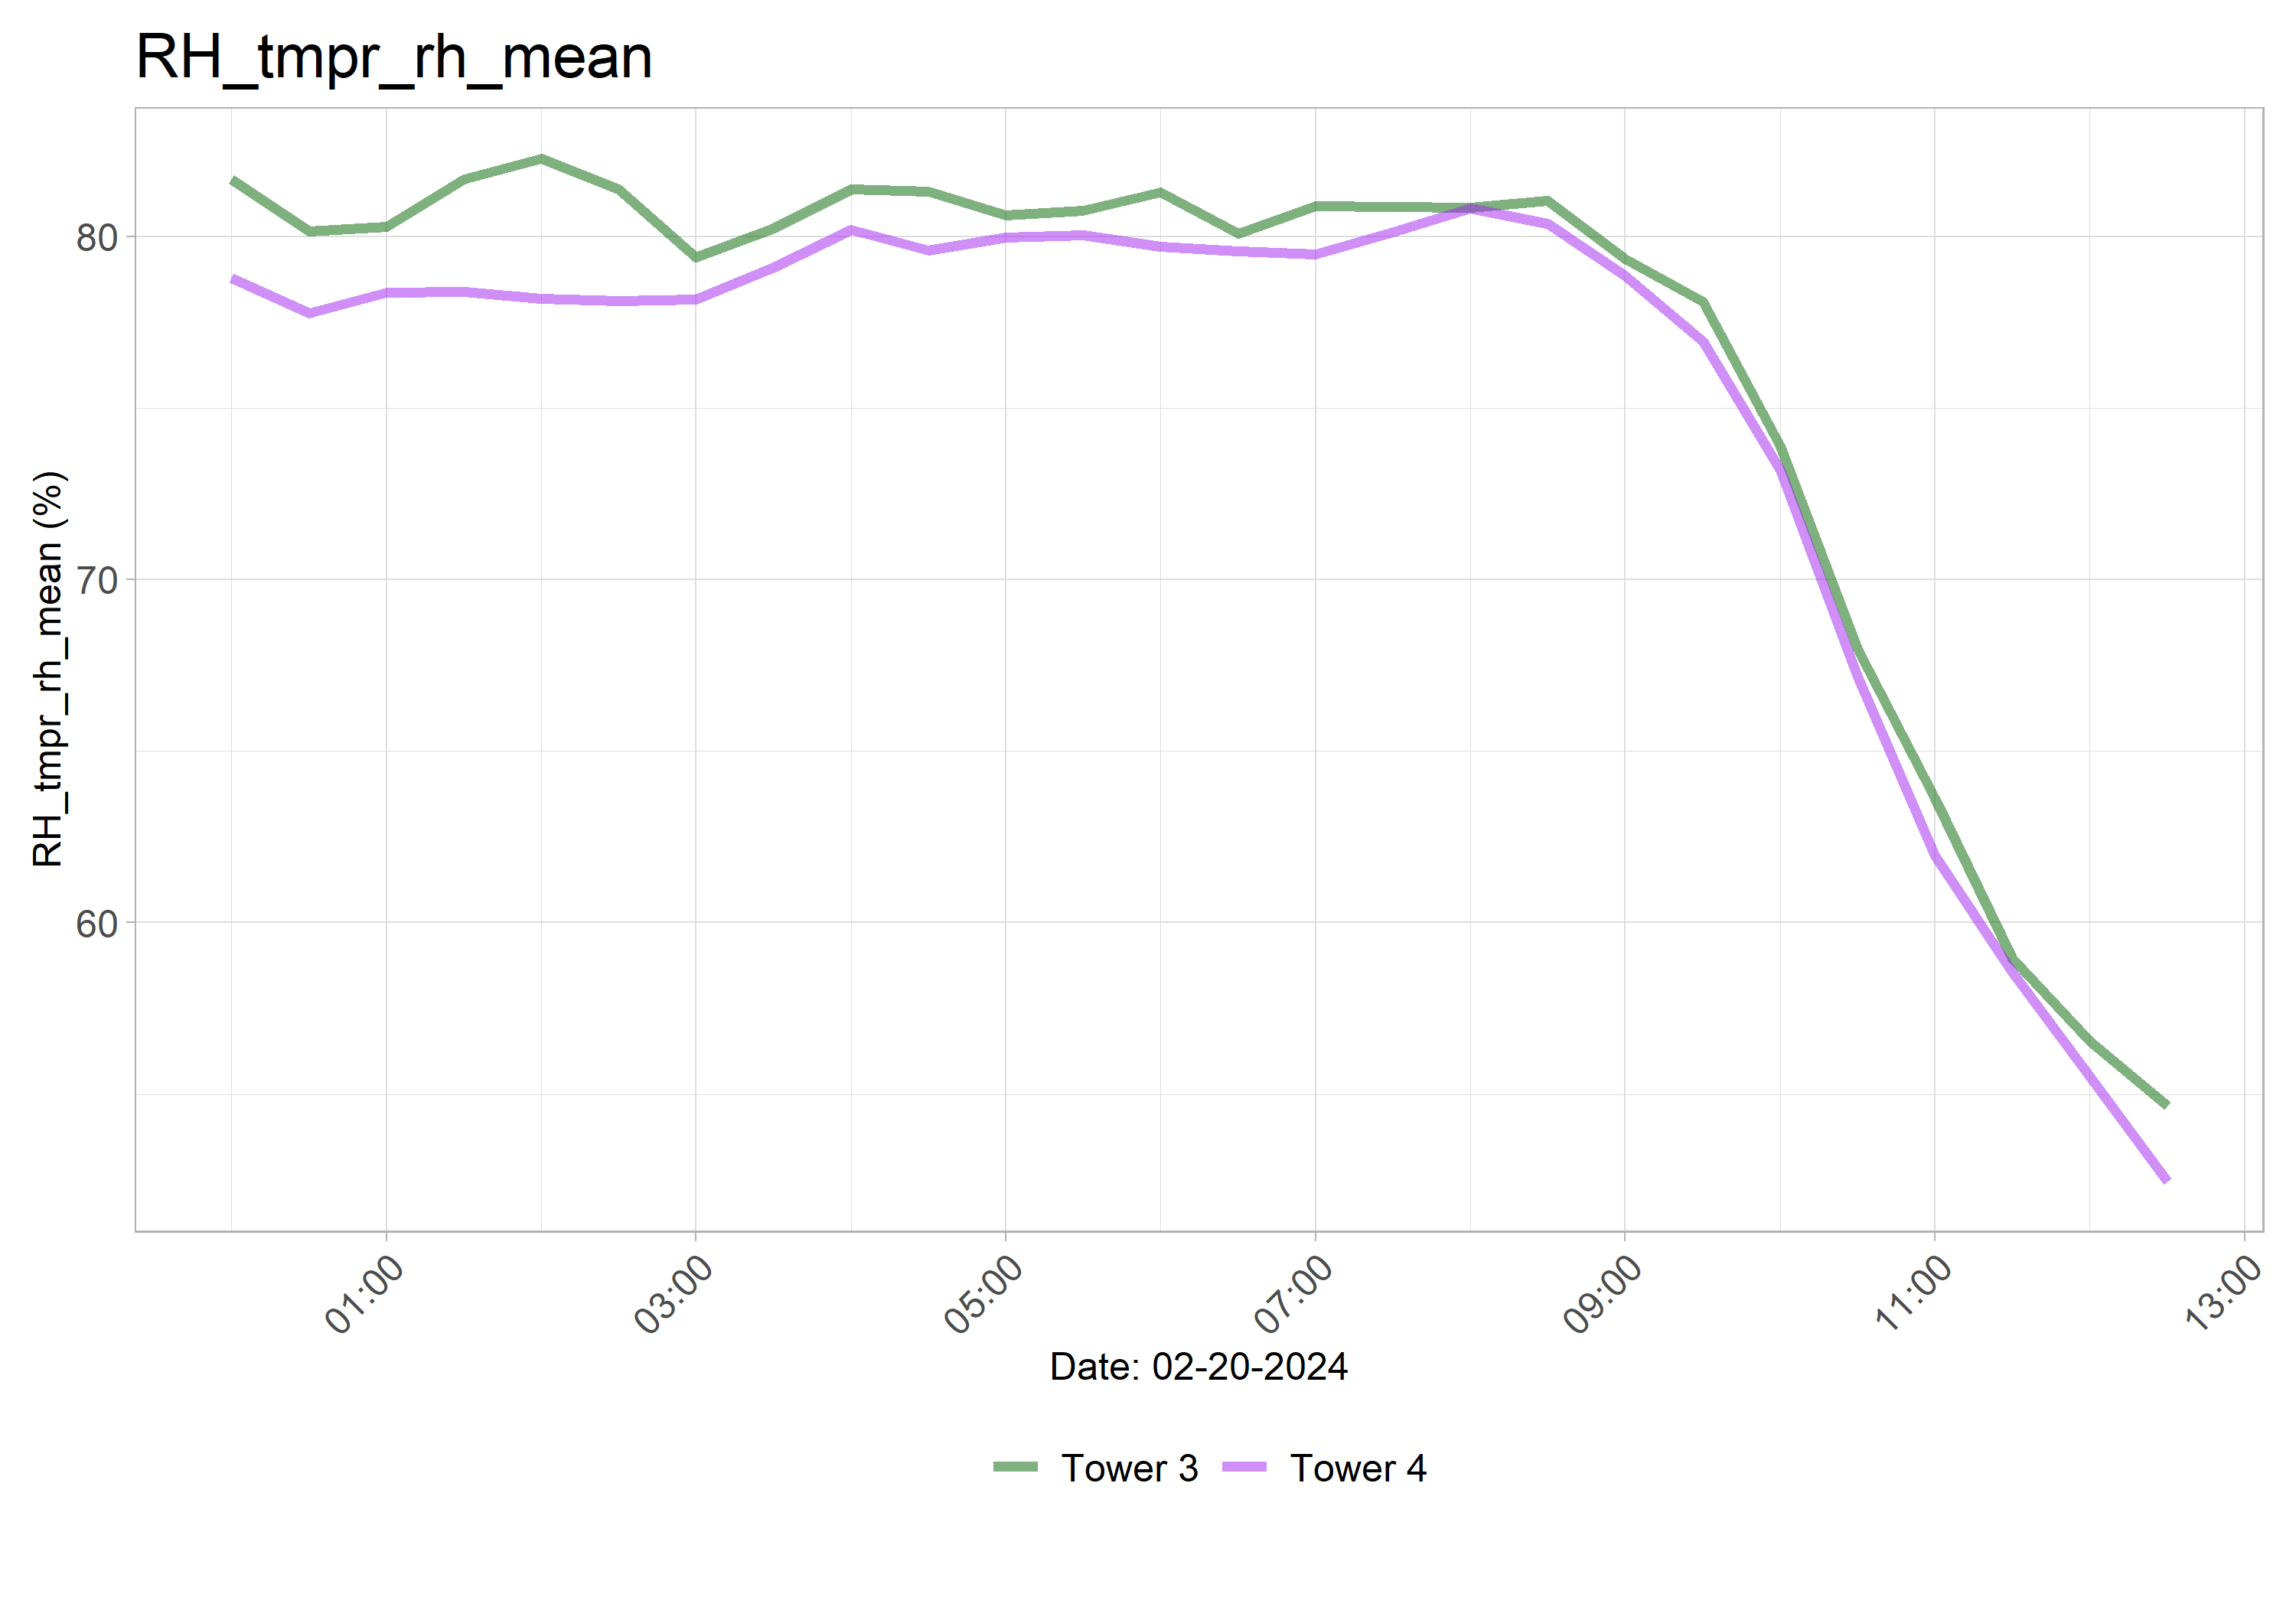 RH_tmpr_rh_mean
RH_tmpr_rh_mean (%)
80
70
60
01:00
03:00
05:00
07:00
09:00
11:00
13:00
Date: 02-20-2024
Tower 3
Tower 4